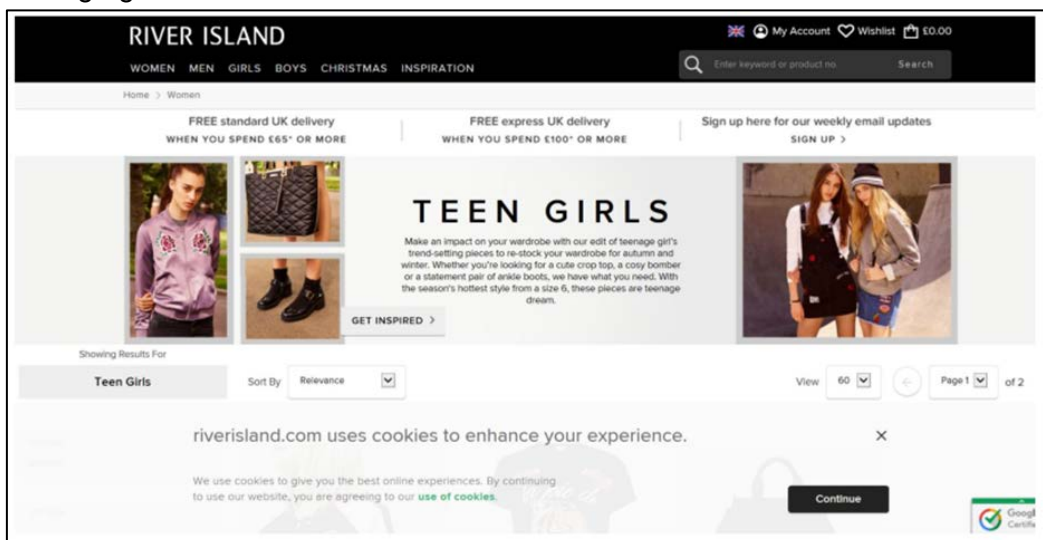 RIVER ISLAND
My Account Wishlist £0.00
WOMEN MEN GIRLS BOYS CHRISTMAS INSPIRATION
Enter keyword or product no. Search
Home > Women
FREE standard UK delivery
WHEN YOU SPEND £65* OR MORE
FREE express UK delivery
WHEN YOU SPEND £100* OR MORE
Sign up here for our weekly email updates
SIGN UP >
TEEN GIRLS
Make an impact on your wardrobe with our edit of teenage girl's
trend-setting pieces to re-stock your wardrobe for autumn and
winter. Whether you're looking for a cute crop top, a cosy bomber
or a statement pair of ankle boots, we have what you need. With
the season's hottest style from a size 6, these pieces are teenage
dream.
GET INSPIRED >
Showing Results For
Teen Girls
Sort By Relevance
View 60 Page 1 of 2
riverisland.com uses cookies to enhance your experience.
We use cookies to give you the best online experiences. By continuing
to use our website, you are agreeing to our use of cookies.
Continue
Googl
Certifie